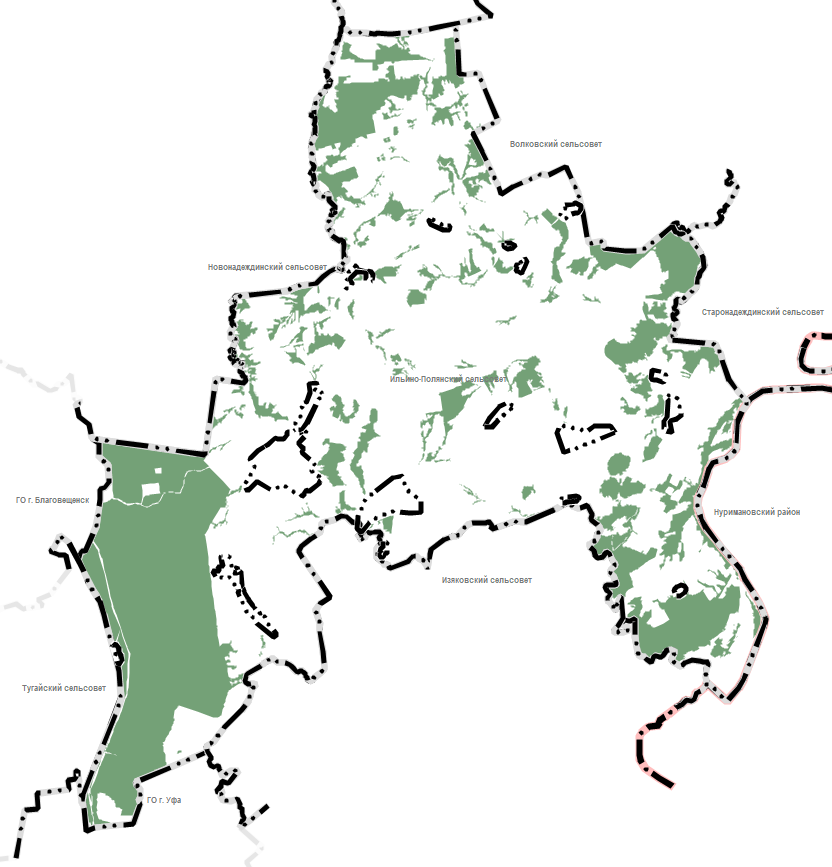 Волковский сельсовет
Новонадеждинский сельсовет
Старонадеждинский сельсовет
Ильино-Полянский сельсовет
ГО г. Благовещенск
Нуримановский район
Изяковский сельсовет
Тугайский сельсовет
ГО г. Уфа